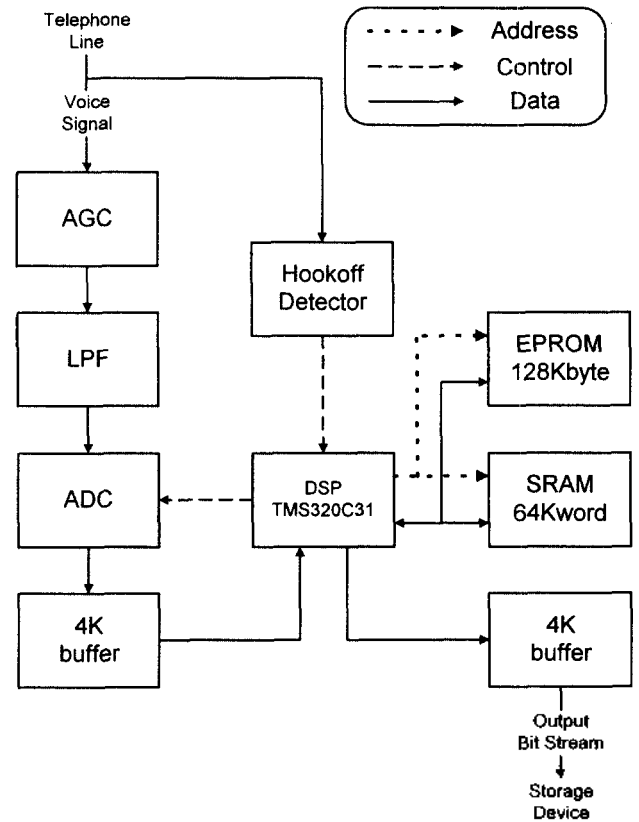 Telephone
Line
Address
Control
Data
Voice
Signal
AGC
Hookoff
Detector
LPF
EPROM
128Kbyte
ADC
DSP
TMS320C31
SRAM
64Kword
4K
buffer
4K
buffer
Output
Bit Stream
Storage
Device